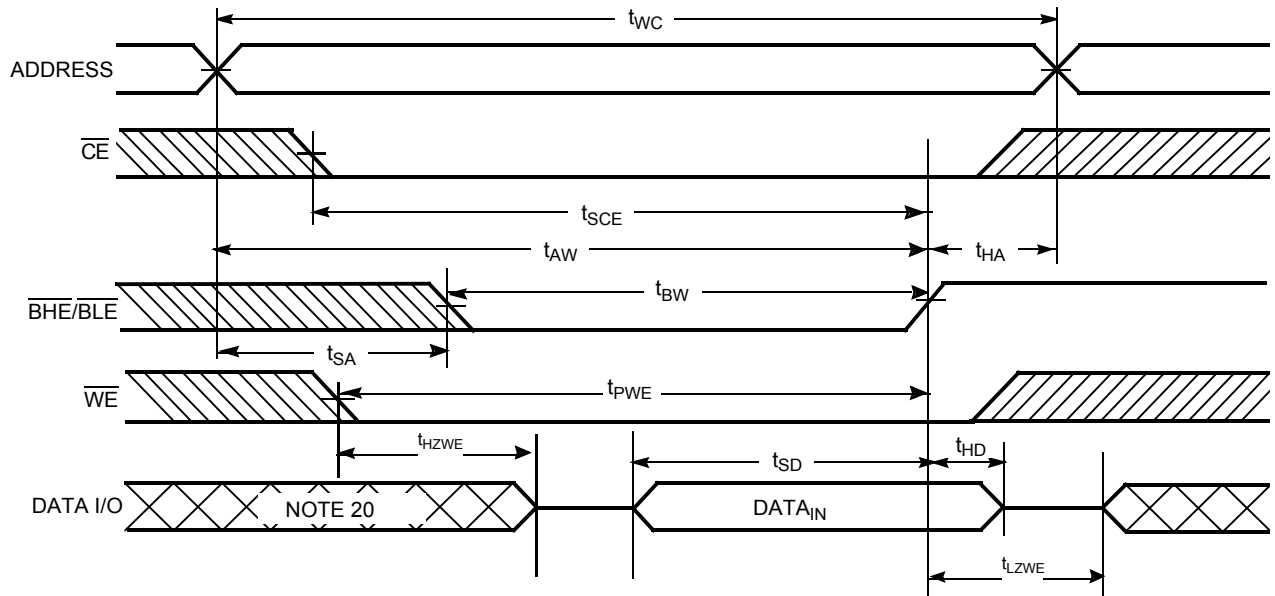 tWC
ADDRESS
CE
tSCE
tAW
tHA
BHE/BLE
tBW
tSA
WE
tPWE
tHZWE
tSD
tHD
DATA I/O
NOTE 20
DATAIN
tLZWE